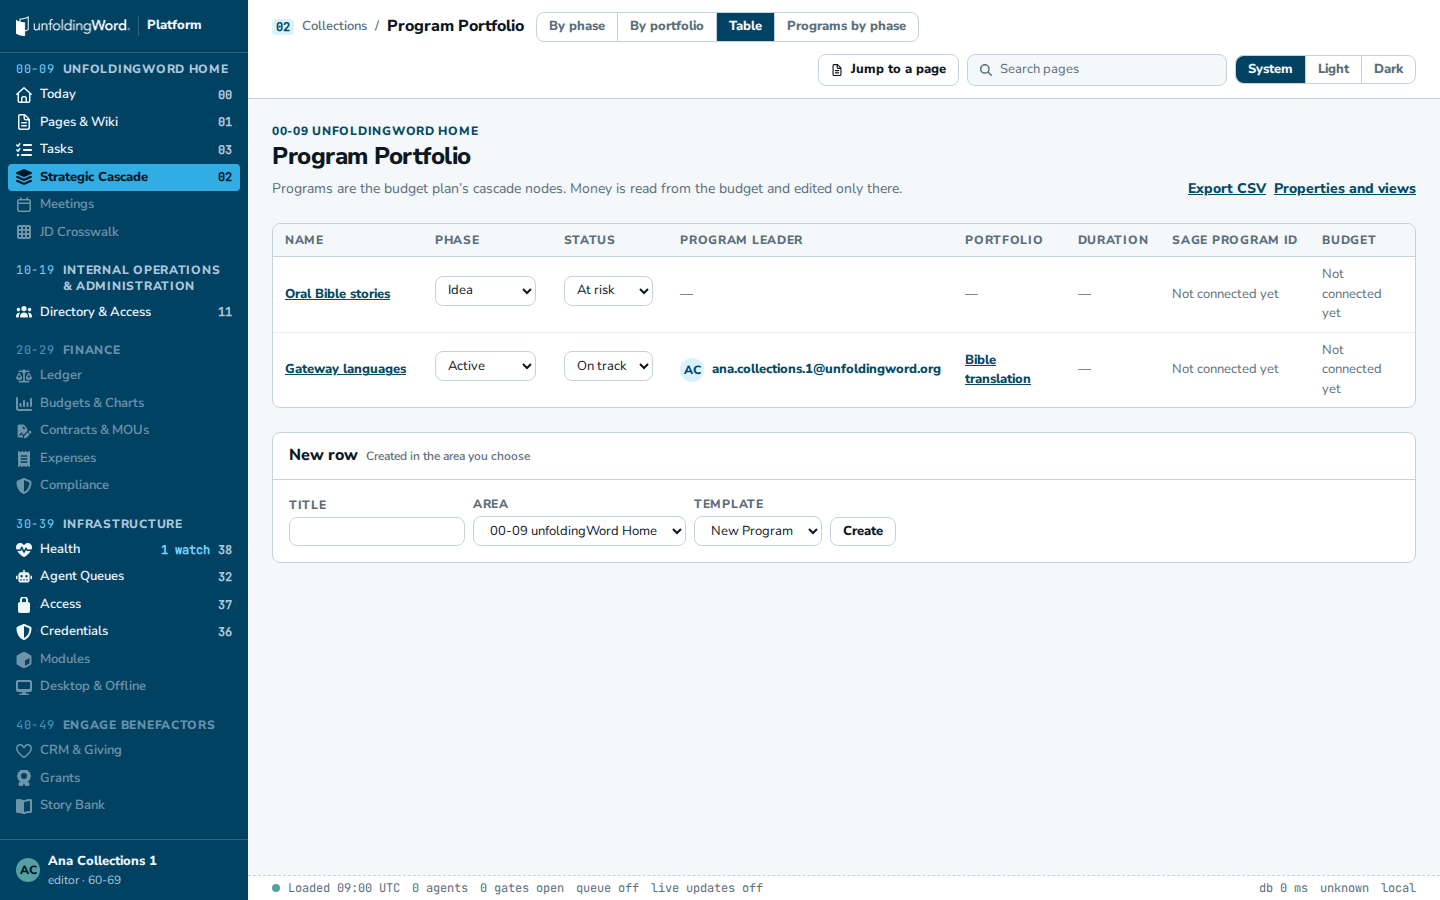 unfoldingWord Platform
00-09 UNFOLDINGWORD HOME
Today 00
Pages & Wiki 01
Tasks 03
Strategic Cascade 02
Meetings
JD Crosswalk
10-19 INTERNAL OPERATIONS
& ADMINISTRATION
Directory & Access 11
20-29 FINANCE
Ledger
Budgets & Charts
Contracts & MOUs
Expenses
Compliance
30-39 INFRASTRUCTURE
Health 1 watch 38
Agent Queues 32
Access 37
Credentials 36
Modules
Desktop & Offline
40-49 ENGAGE BENEFACTORS
CRM & Giving
Grants
Story Bank
AC Ana Collections 1
editor · 60-69
02 Collections / Program Portfolio By phase By portfolio Table Programs by phase
Jump to a page Search pages System Light Dark
00-09 UNFOLDINGWORD HOME
Program Portfolio
Programs are the budget plan's cascade nodes. Money is read from the budget and edited only there. Export CSV Properties and views
NAME PHASE STATUS PROGRAM LEADER PORTFOLIO DURATION SAGE PROGRAM ID BUDGET
Oral Bible stories Idea At risk — — — Not connected yet Not
connected
yet
Gateway languages Active On track AC ana.collections.1@unfoldingword.org Bible
translation — Not connected yet Not
connected
yet
New row Created in the area you choose
TITLE AREA TEMPLATE
00-09 unfoldingWord Home New Program Create
Loaded 09:00 UTC 0 agents 0 gates open queue off live updates off db 0 ms unknown local